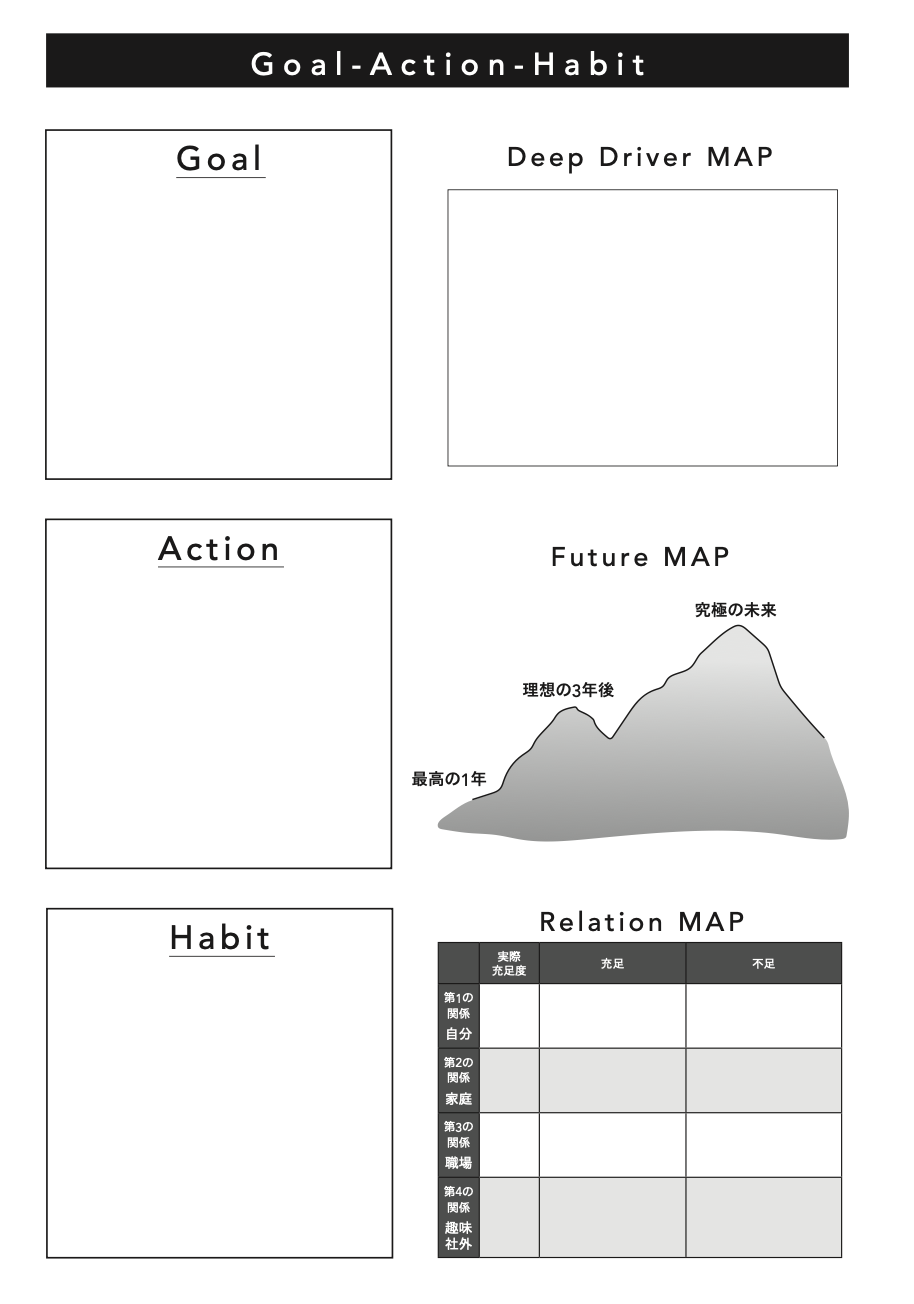 Goal-Action-Habit
Goal
Deep Driver MAP
Action
Future MAP
究極の未来
理想の3年後
最高の1年
Habit
Relation MAP
実際
充足度
充足
不足
第1の
関係
自分
第2の
関係
家庭
第3の
関係
職場
第4の
関係
趣味
社外